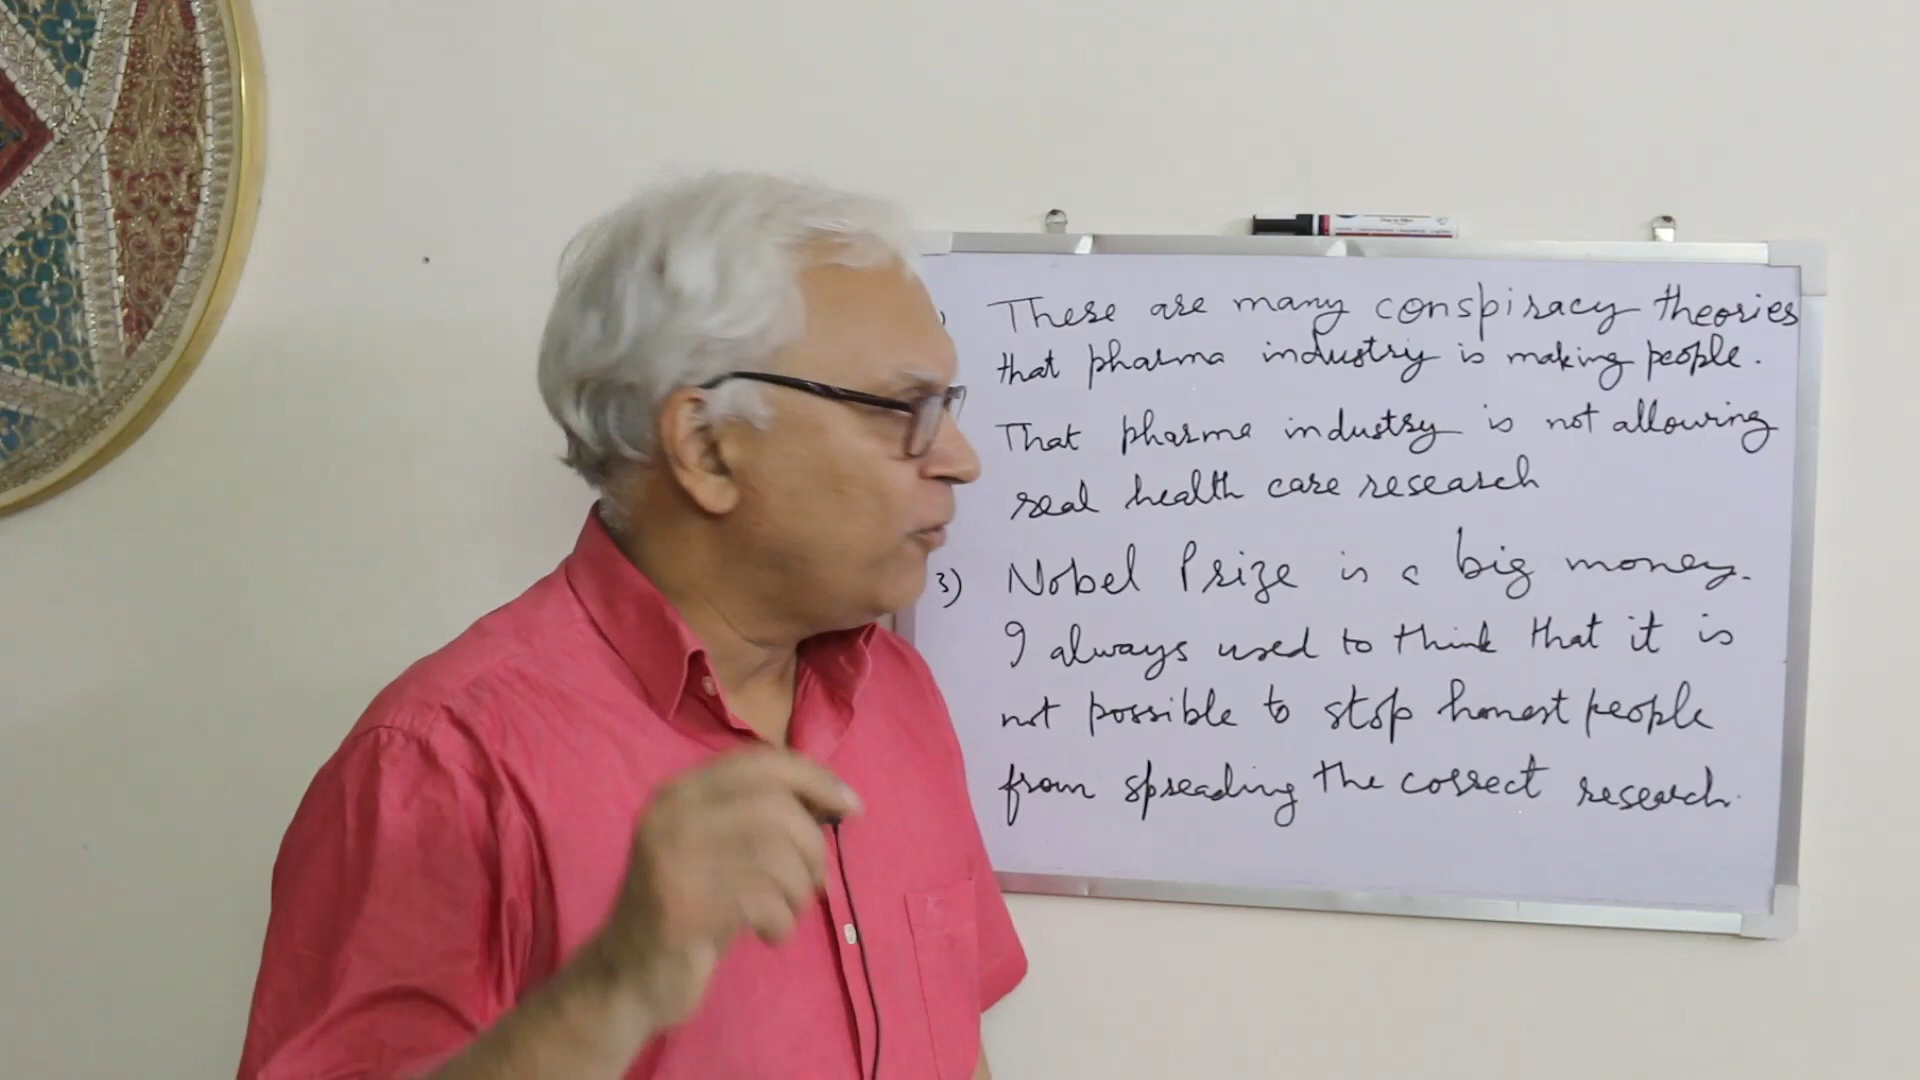 These are many conspiracy theories
that pharma industry is making people.
That pharma industry is not allowing
real health care research
3) Nobel Prize is a big money.
I always used to think that it is
not possible to stop honest people
from spreading the correct research.